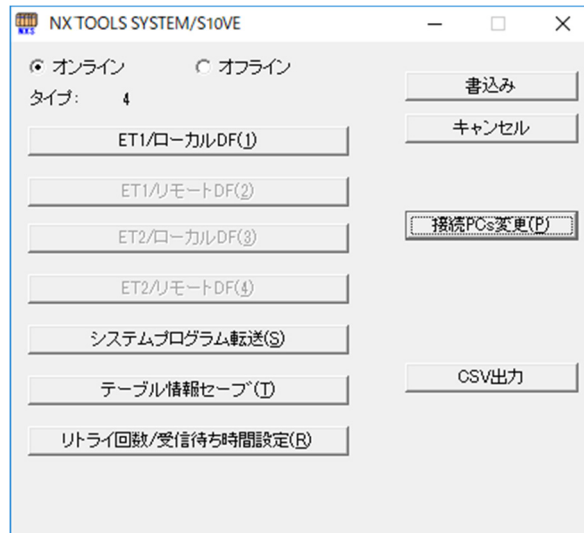 NXS
NX TOOLS SYSTEM/S10VE
オンライン オフライン
タイプ: 4
ET1/ローカルDF(1)
ET1/リモートDF(2)
ET2/ローカルDF(3)
ET2/リモートDF(4)
システムプログラム転送(S)
テーブル情報セーブ(T)
リトライ回数/受信待ち時間設定(R)
書込み
キャンセル
接続PCs変更(P)
CSV出力